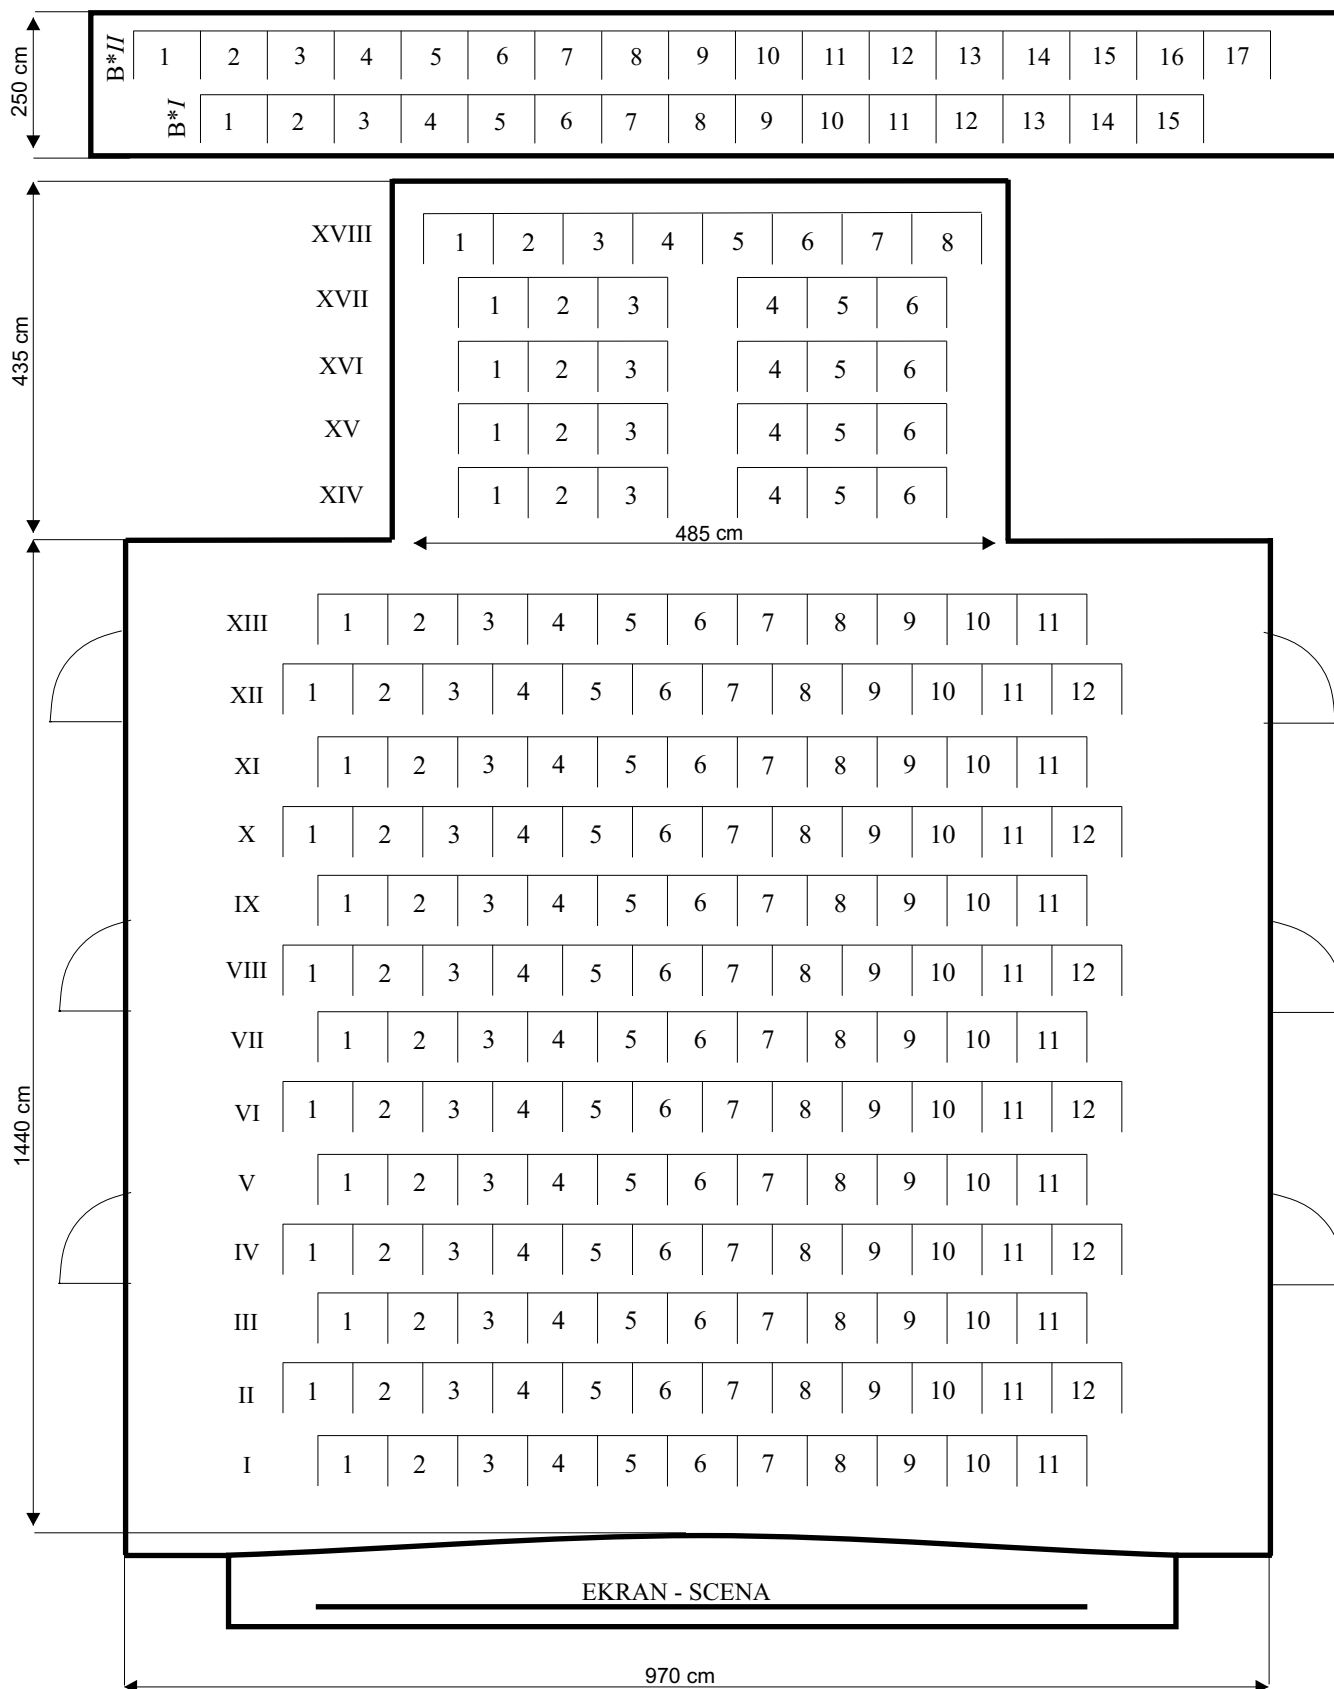 B*II 1 2 3 4 5 6 7 8 9 10 11 12 13 14 15 16 17
250 cm
B*I 1 2 3 4 5 6 7 8 9 10 11 12 13 14 15
XVIII 1 2 3 4 5 6 7 8
XVII 1 2 3 4 5 6
435 cm
XVI 1 2 3 4 5 6
XV 1 2 3 4 5 6
XIV 1 2 3 4 5 6
485 cm
XIII 1 2 3 4 5 6 7 8 9 10 11
XII 1 2 3 4 5 6 7 8 9 10 11 12
XI 1 2 3 4 5 6 7 8 9 10 11
X 1 2 3 4 5 6 7 8 9 10 11 12
IX 1 2 3 4 5 6 7 8 9 10 11
VIII 1 2 3 4 5 6 7 8 9 10 11 12
VII 1 2 3 4 5 6 7 8 9 10 11
VI 1 2 3 4 5 6 7 8 9 10 11 12
1440 cm
V 1 2 3 4 5 6 7 8 9 10 11
IV 1 2 3 4 5 6 7 8 9 10 11 12
III 1 2 3 4 5 6 7 8 9 10 11
II 1 2 3 4 5 6 7 8 9 10 11 12
I 1 2 3 4 5 6 7 8 9 10 11
EKRAN - SCENA
970 cm